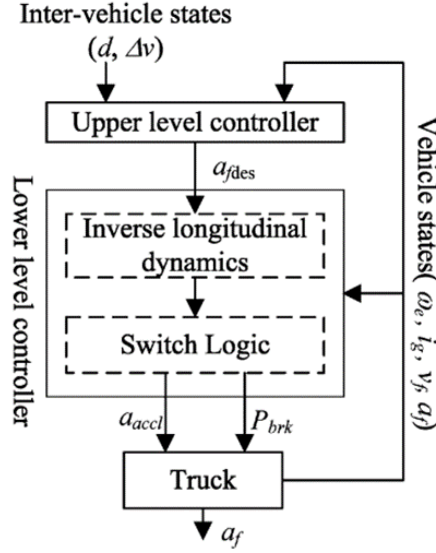 Inter-vehicle states
(d, Δv)
Upper level controller
a_fdes
Lower level controller
Inverse longitudinal
dynamics
Switch Logic
a_accl
P_brk
Truck
a_f
Vehicle states( ω_e, i_g, v_f, a_f)